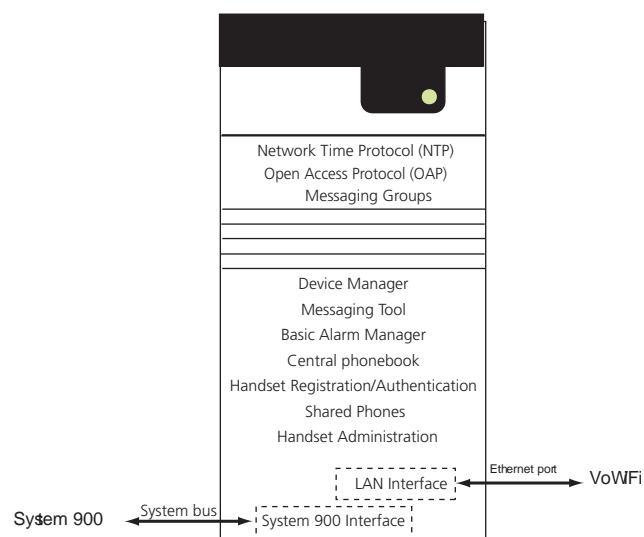 Network Time Protocol (NTP)
Open Access Protocol (OAP)
Messaging Groups
Device Manager
Messaging Tool
Basic Alarm Manager
Central phonebook
Handset Registration/Authentication
Shared Phones
Handset Administration
LAN Interface
Ethernet port
VoWiFi
System 900
System bus
System 900 Interface